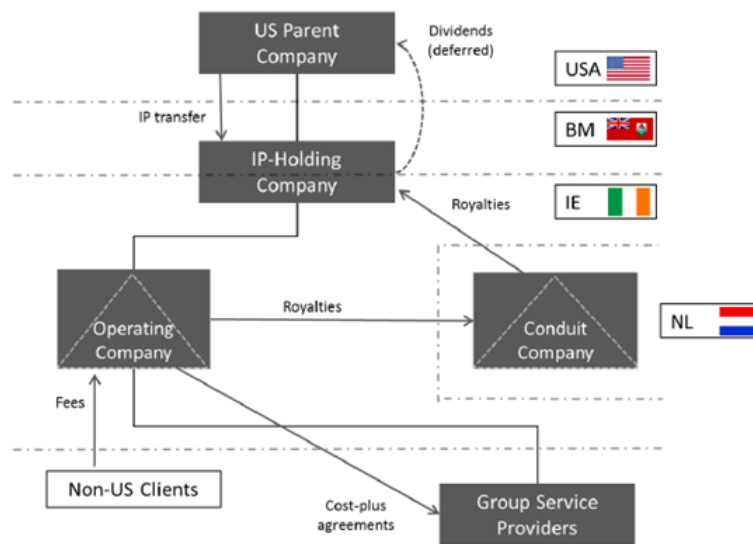 US Parent
Company
Dividends
(deferred)
USA
IP transfer
BM
IP-Holding
Company
IE
Royalties
Operating
Company
Royalties
Conduit
Company
NL
Fees
Non-US Clients
Cost-plus
agreements
Group Service
Providers